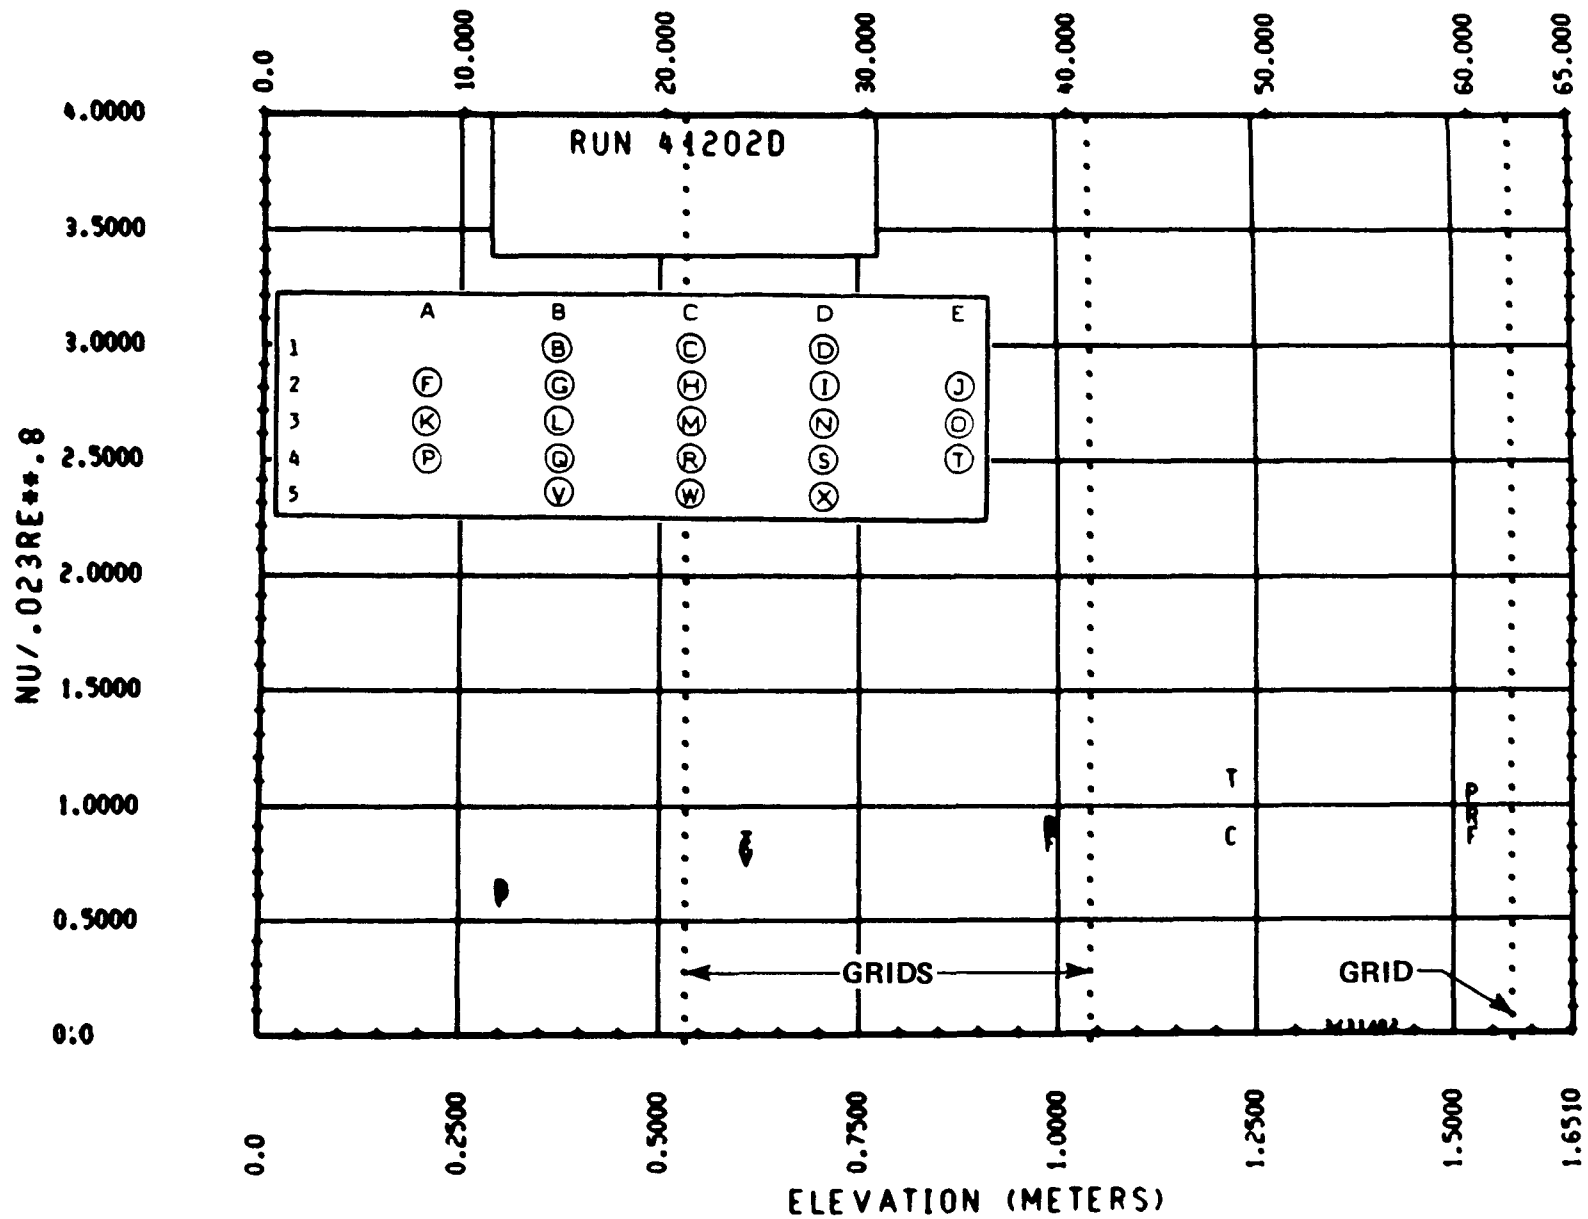 0.0 10.000 20.000 30.000 40.000 50.000 60.000 65.000
4.0000
RUN 41202D
3.5000
A B C D E
3.0000
1 B C D
2 F G H I J
3 K L M N O
2.5000
4 P Q R S T
5 V W X
NU/.023RE**.8
2.0000
1.5000
T
1.0000
P
R
F
C
0.5000
GRIDS
GRID
0.0
0.0 0.2500 0.5000 0.7500 1.0000 1.2500 1.5000 1.6510
ELEVATION (METERS)